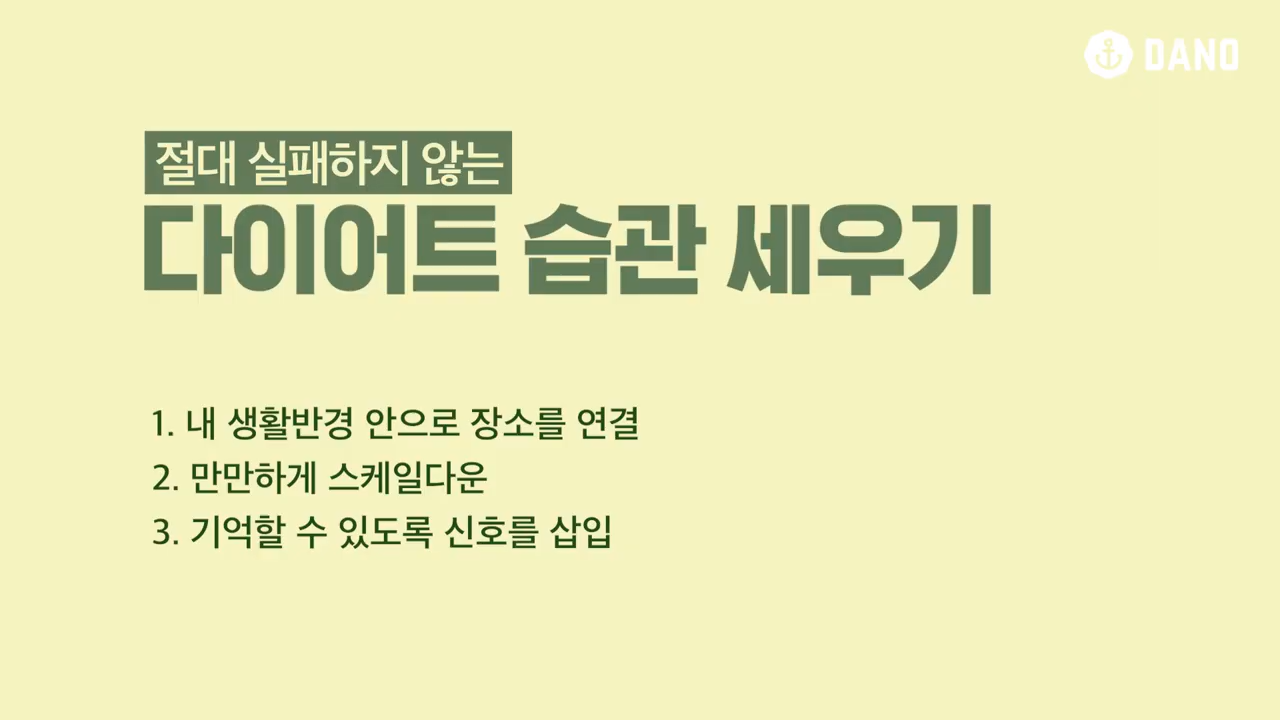 DANO
절대 실패하지 않는
다이어트 습관 세우기
1. 내 생활반경 안으로 장소를 연결
2. 만만하게 스케일다운
3. 기억할 수 있도록 신호를 삽입